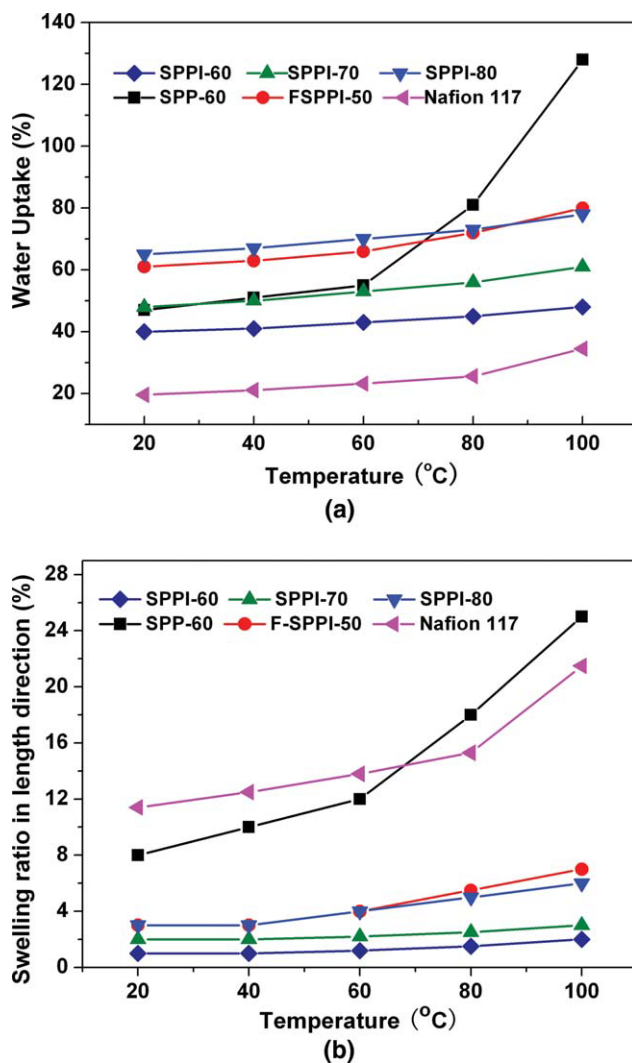 140
120
100
80
60
40
20
Water Uptake (%)
SPPI-60 SPPI-70 SPPI-80
SPP-60 FSPPI-50 Nafion 117
20 40 60 80 100
Temperature (°C)
(a)
28
24
20
16
12
8
4
0
Swelling ratio in length direction (%)
SPPI-60 SPPI-70 SPPI-80
SPP-60 F-SPPI-50 Nafion 117
20 40 60 80 100
Temperature (°C)
(b)